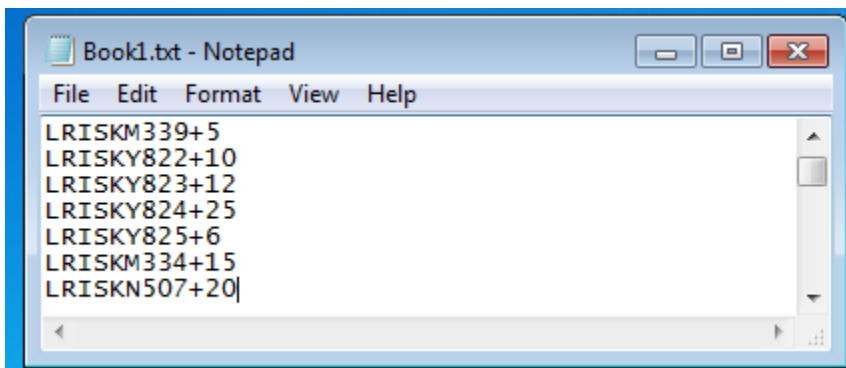 Book1.txt - Notepad
File Edit Format View Help
LRISKM339+5
LRISKY822+10
LRISKY823+12
LRISKY824+25
LRISKY825+6
LRISKM334+15
LRISKN507+20